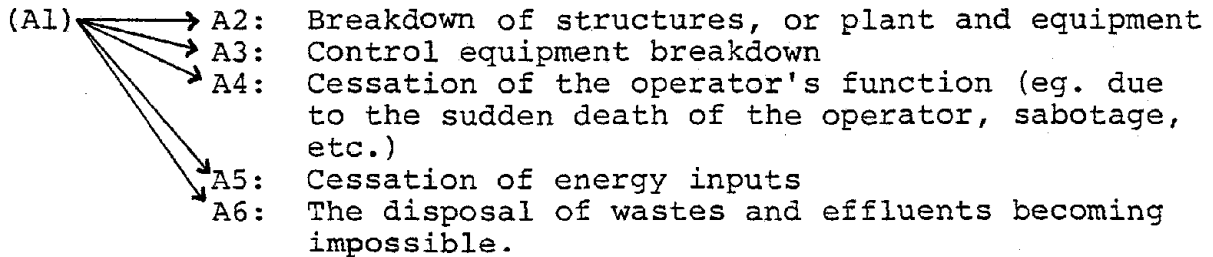 (A1) A2: Breakdown of structures, or plant and equipment
A3: Control equipment breakdown
A4: Cessation of the operator's function (eg. due
to the sudden death of the operator, sabotage,
etc.)
A5: Cessation of energy inputs
A6: The disposal of wastes and effluents becoming
impossible.